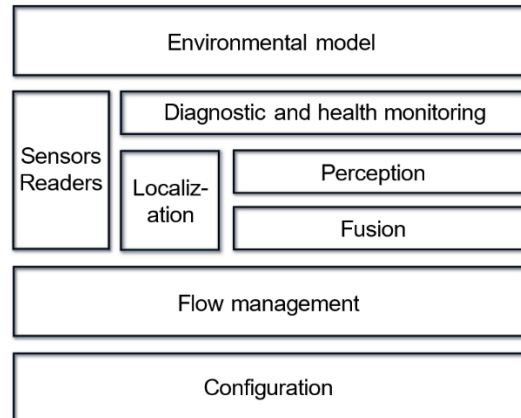 Environmental model
Sensors
Readers
Diagnostic and health monitoring
Localiz-
ation
Perception
Fusion
Flow management
Configuration